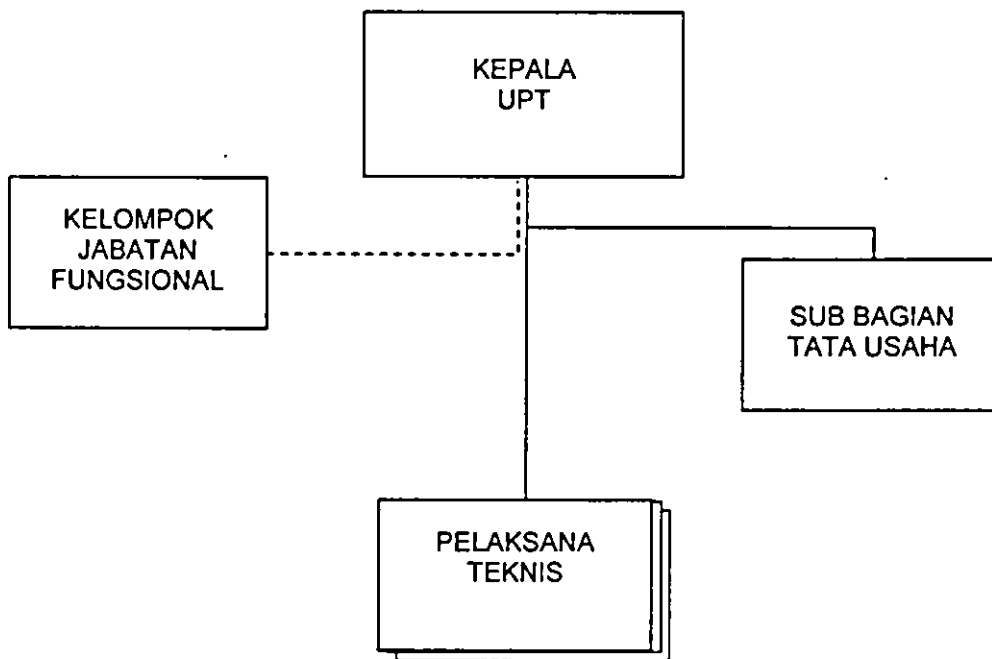 KEPALA
UPT
KELOMPOK
JABATAN
FUNGSIONAL
SUB BAGIAN
TATA USAHA
PELAKSANA
TEKNIS